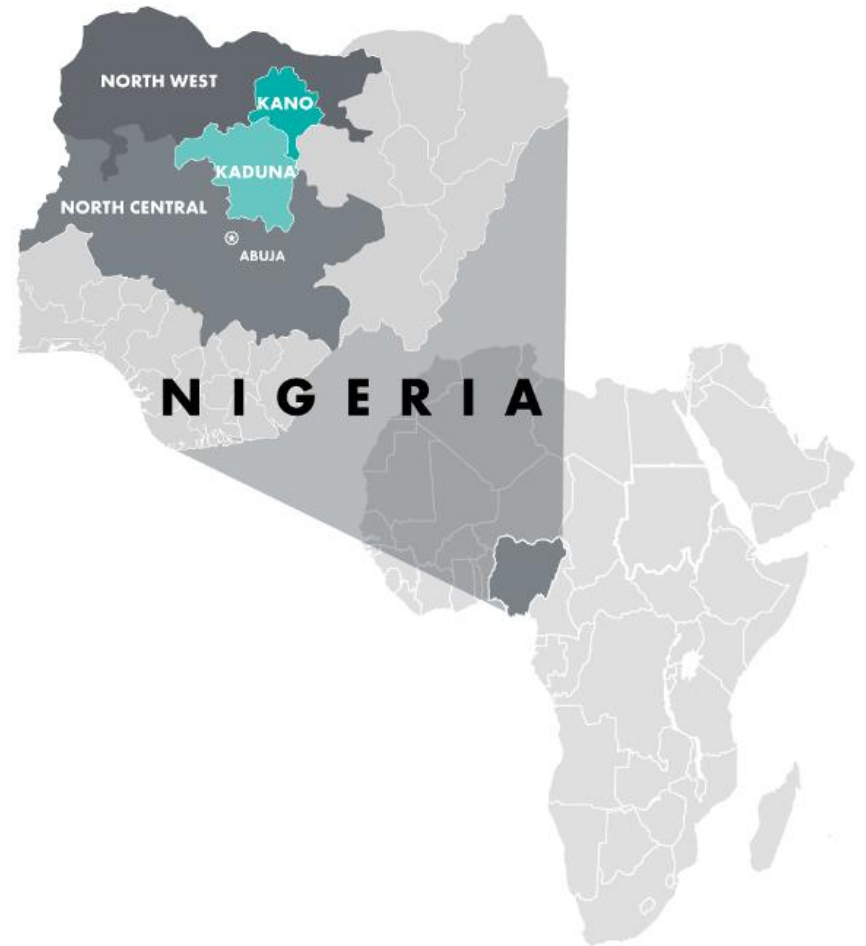 NORTH WEST
KANO
KADUNA
NORTH CENTRAL
ABUJA
NIGERIA